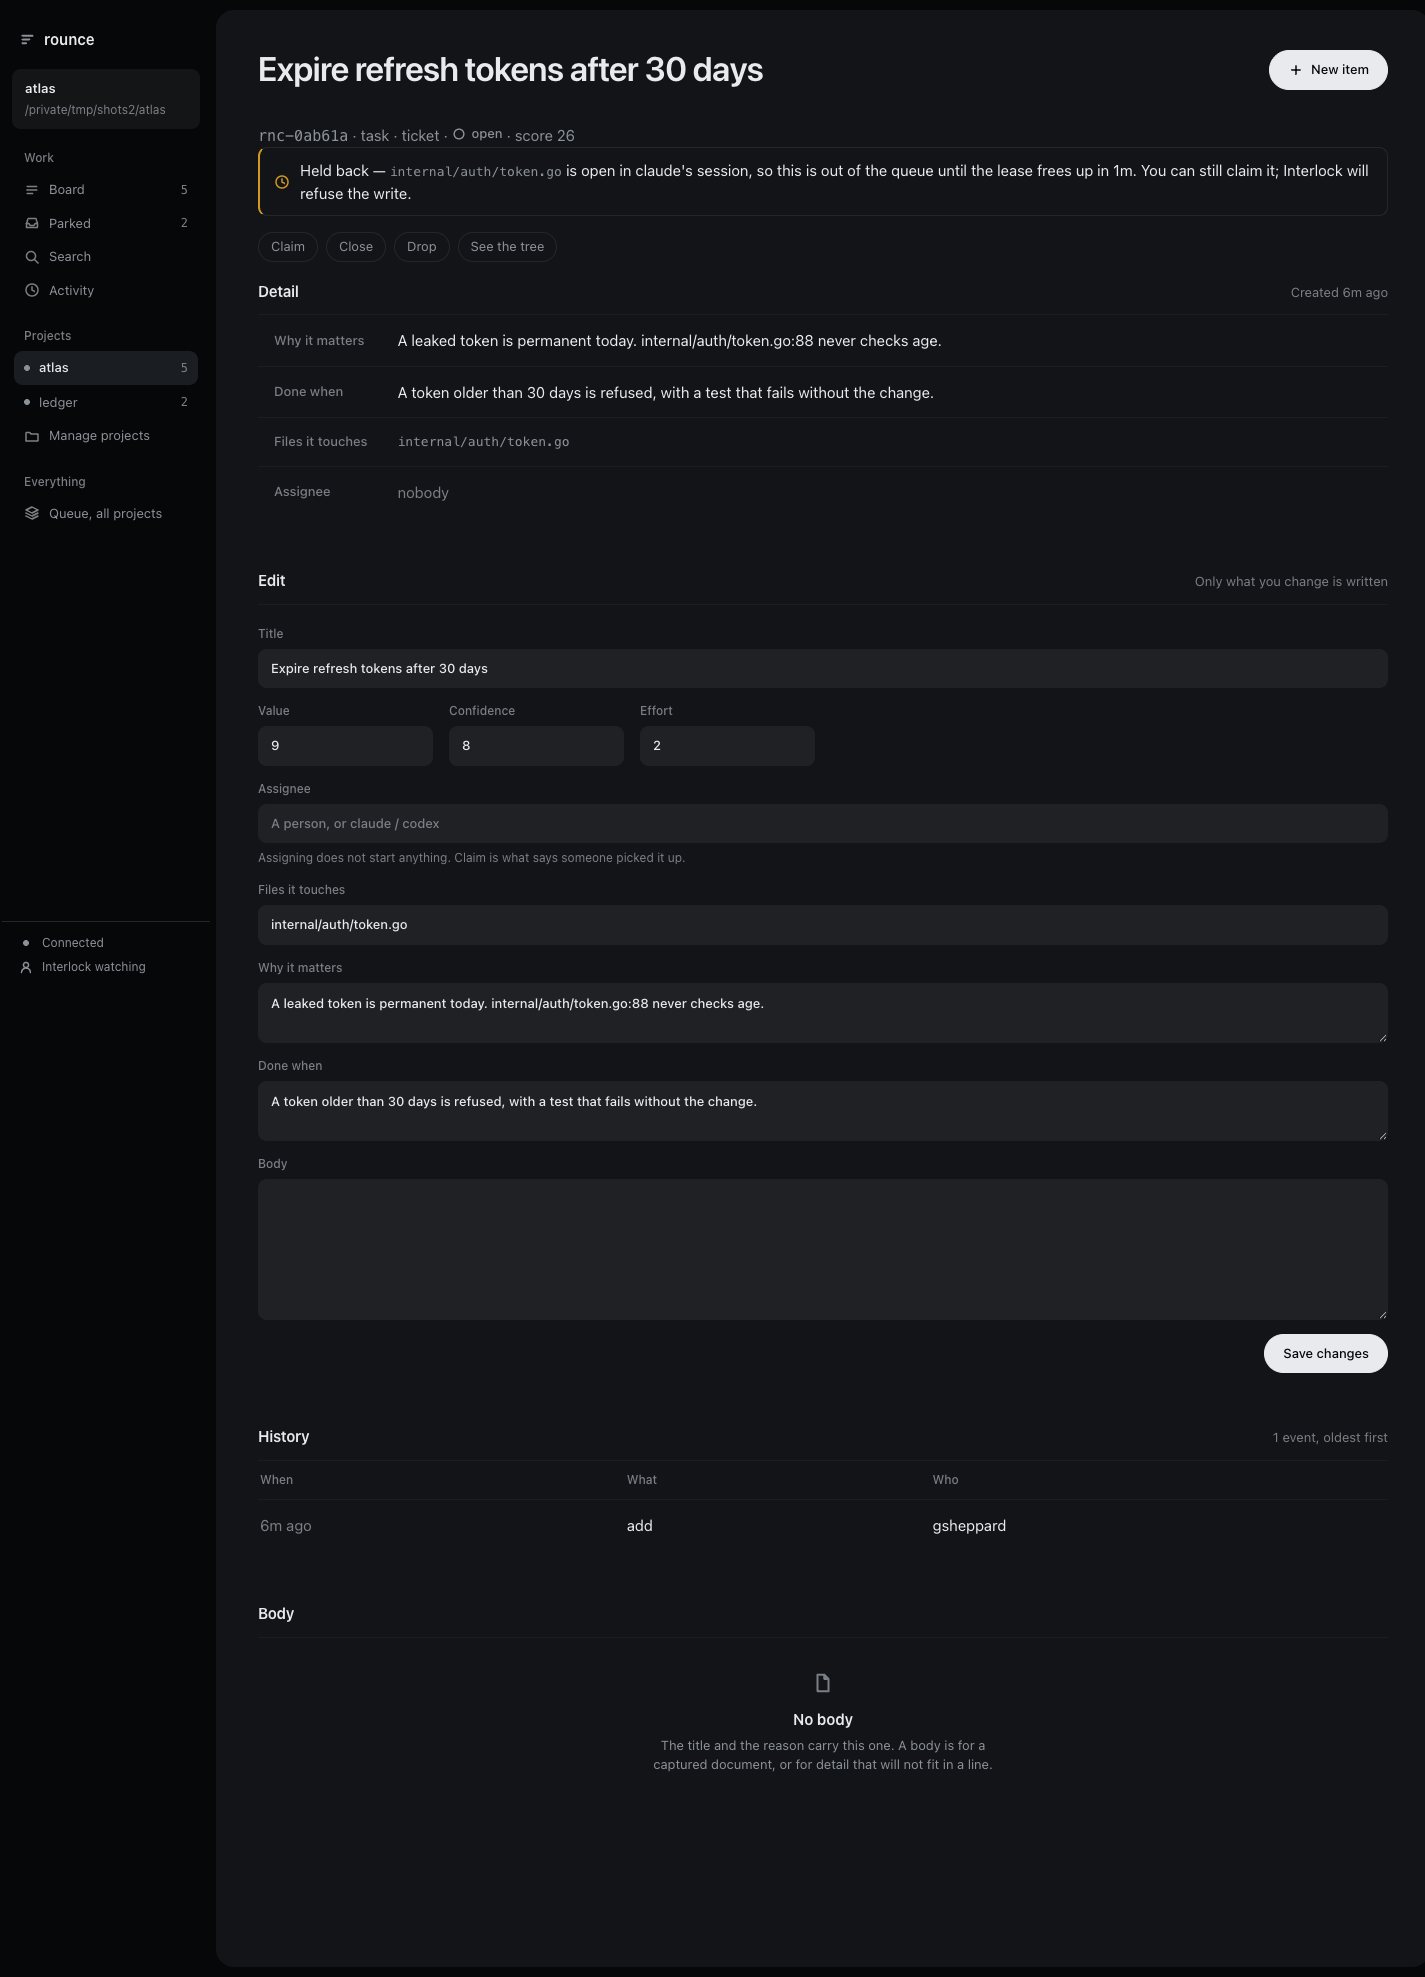 rounce
atlas
/private/tmp/shots2/atlas
Work
Board 5
Parked 2
Search
Activity
Projects
atlas 5
ledger 2
Manage projects
Everything
Queue, all projects
Connected
Interlock watching
Expire refresh tokens after 30 days
New item
rnc-0ab61a · task · ticket · open · score 26
Held back — internal/auth/token.go is open in claude's session, so this is out of the queue until the lease frees up in 1m. You can still claim it; Interlock will
refuse the write.
Claim Close Drop See the tree
Detail Created 6m ago
Why it matters A leaked token is permanent today. internal/auth/token.go:88 never checks age.
Done when A token older than 30 days is refused, with a test that fails without the change.
Files it touches internal/auth/token.go
Assignee nobody
Edit Only what you change is written
Title
Expire refresh tokens after 30 days
Value Confidence Effort
9 8 2
Assignee
A person, or claude / codex
Assigning does not start anything. Claim is what says someone picked it up.
Files it touches
internal/auth/token.go
Why it matters
A leaked token is permanent today. internal/auth/token.go:88 never checks age.
Done when
A token older than 30 days is refused, with a test that fails without the change.
Body
Save changes
History 1 event, oldest first
When What Who
6m ago add gsheppard
Body
No body
The title and the reason carry this one. A body is for a
captured document, or for detail that will not fit in a line.